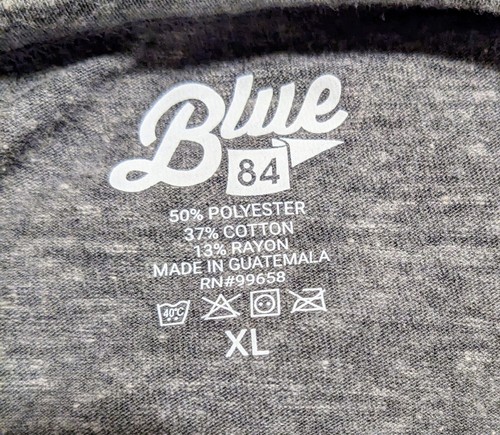 Blue
84
50% POLYESTER
37% COTTON
13% RAYON
MADE IN GUATEMALA
RN#99658
40°C
XL